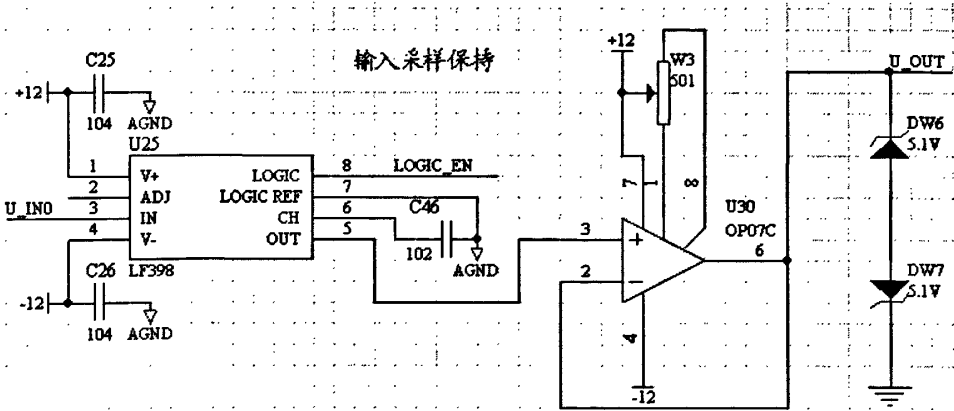 输入采样保持
C25
+12
104
AGND
U25
1
V+
2
ADJ
U_IN0
3
IN
4
V-
LOGIC
8
LOGIC_EN
LOGIC REF
7
CH
6
OUT
5
LF398
C46
102
AGND
C26
-12
104
AGND
+12
W3
501
7
1
8
3
+
2
-
U30
OP07C
6
4
-12
U_OUT
DW6
5.1V
DW7
5.1V